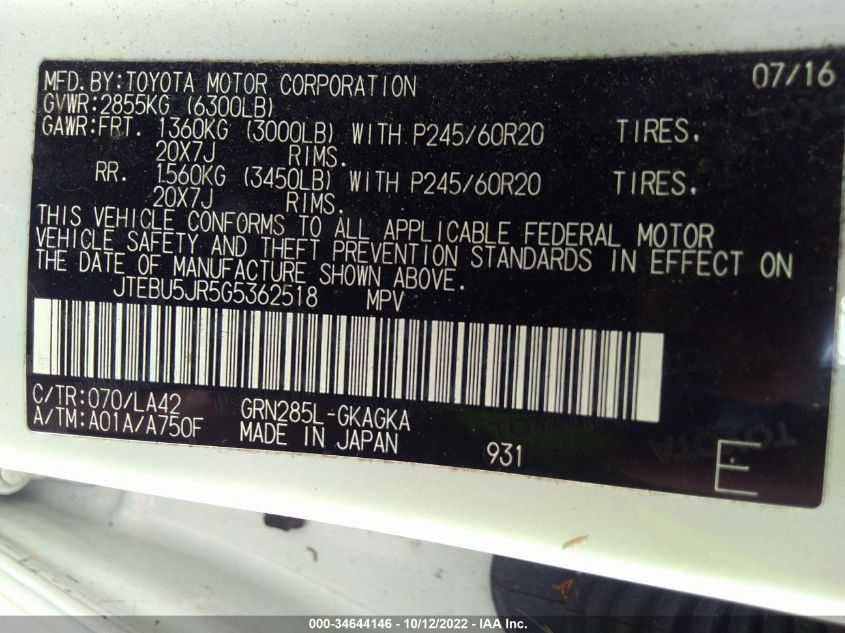 07/16
MFD.BY:TOYOTA MOTOR CORPORATION
GVWR:2855KG (6300LB)
GAWR:FRT. 1360KG (3000LB) WITH P245/60R20 TIRES,
20X7J RIMS.
RR. 1560KG (3450LB) WITH P245/60R20 TIRES,
20X7J RIMS.
THIS VEHICLE CONFORMS TO ALL APPLICABLE FEDERAL MOTOR
VEHICLE SAFETY AND THEFT PREVENTION STANDARDS IN EFFECT ON
THE DATE OF MANUFACTURE SHOWN ABOVE.
JTEBU5JR5G5362518 MPV
C/TR:070/LA42 GRN285L-GKAGKA
A/TM:A01A/A750F MADE IN JAPAN 931 E
TOYOTA TOYOTA
000-34644146 - 10/12/2022 - IAA Inc.